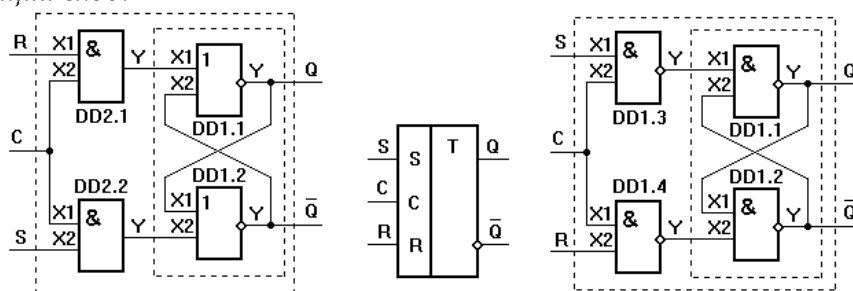 R X1 & Y X1 1 Y Q
X2 X2
DD2.1 DD1.1
C
DD2.2 DD1.2
X1 & Y X1 1 Y Q̅
S X2 X2
S S T Q
C C
R R Q̅
S X1 & Y X1 & Y Q
X2 X2
DD1.3 DD1.1
C
DD1.4 DD1.2
X1 & Y X1 & Y Q̅
R X2 X2